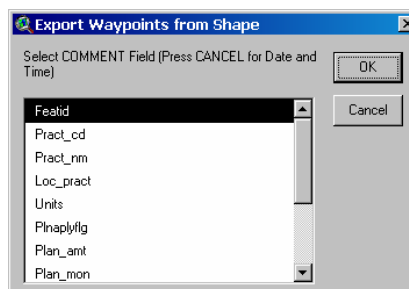 Export Waypoints from Shape
Select COMMENT Field (Press CANCEL for Date and
Time)
OK
Cancel
Featid
Pract_cd
Pract_nm
Loc_pract
Units
Plnaplyflg
Plan_amt
Plan_mon